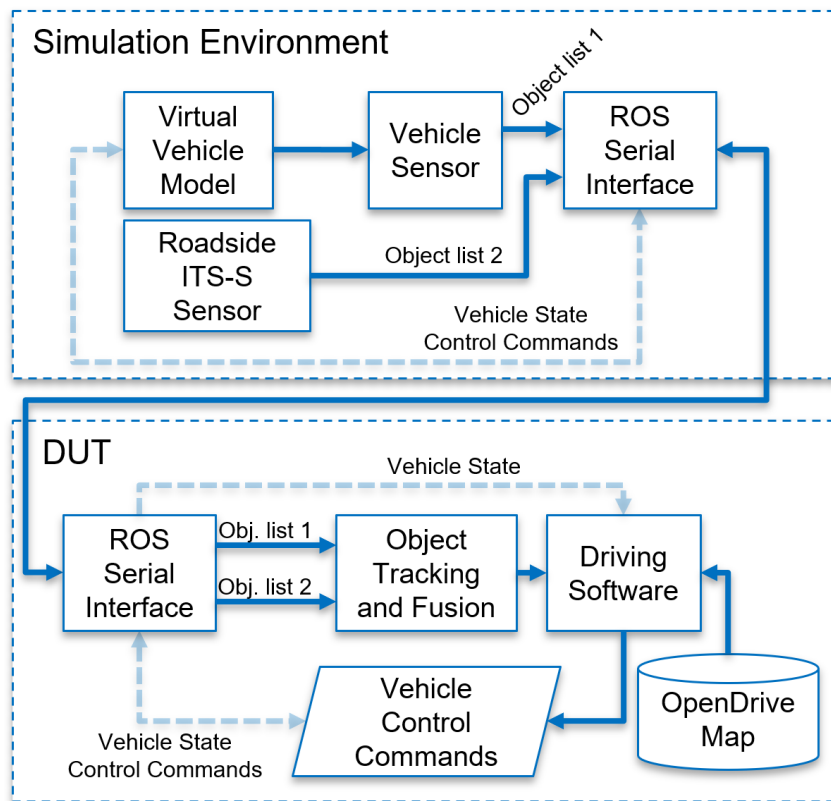 Simulation Environment
Object list 1
Virtual
Vehicle
Model
Vehicle
Sensor
ROS
Serial
Interface
Roadside
ITS-S
Sensor
Object list 2
Vehicle State
Control Commands
DUT
Vehicle State
ROS
Serial
Interface
Obj. list 1
Obj. list 2
Object
Tracking
and Fusion
Driving
Software
Vehicle
Control
Commands
OpenDrive
Map
Vehicle State
Control Commands